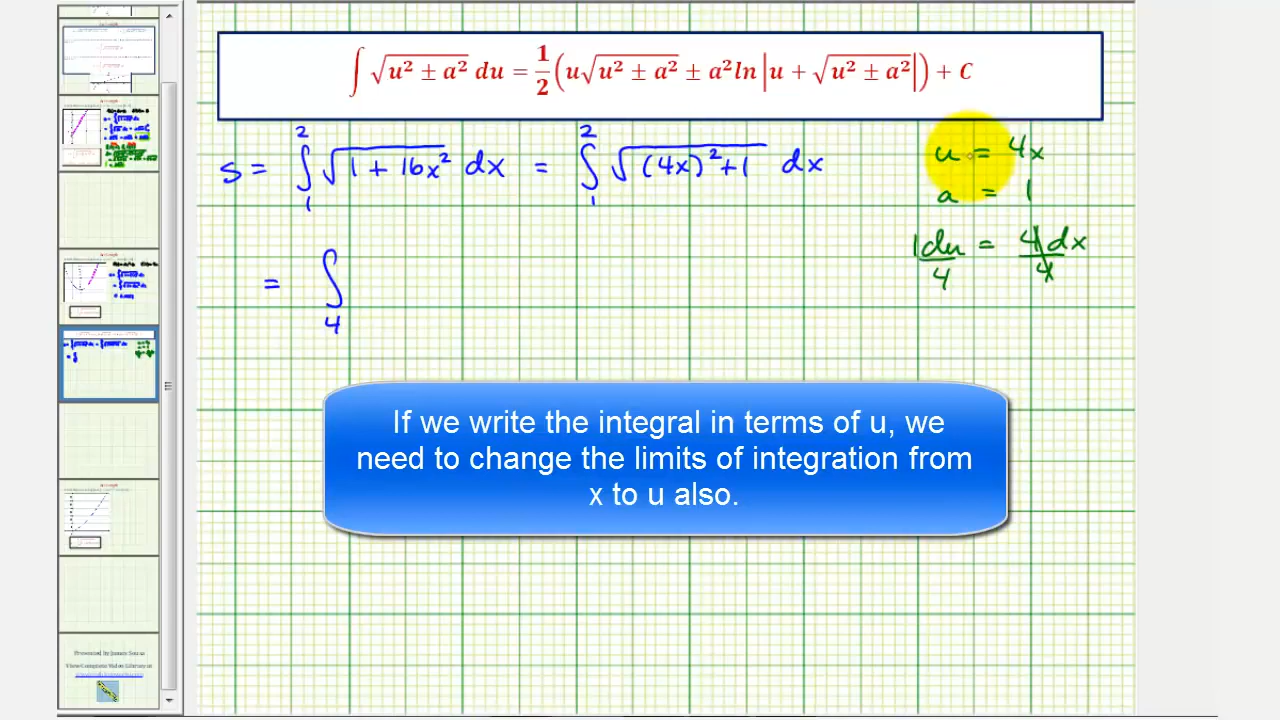 ∫ √(u² ± a²) du = 1/2 (u√(u² ± a²) ± a² ln |u + √(u² ± a²)|) + C
s = ∫₁² √(1 + 16x²) dx = ∫₁² √((4x)² + 1) dx
u = 4x
a = 1
1du/4 = 4dx/4
= ∫₄
If we write the integral in terms of u, we
need to change the limits of integration from
x to u also.